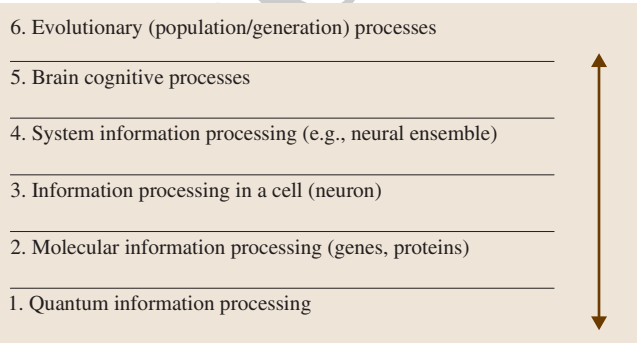 6. Evolutionary (population/generation) processes
5. Brain cognitive processes
4. System information processing (e.g., neural ensemble)
3. Information processing in a cell (neuron)
2. Molecular information processing (genes, proteins)
1. Quantum information processing